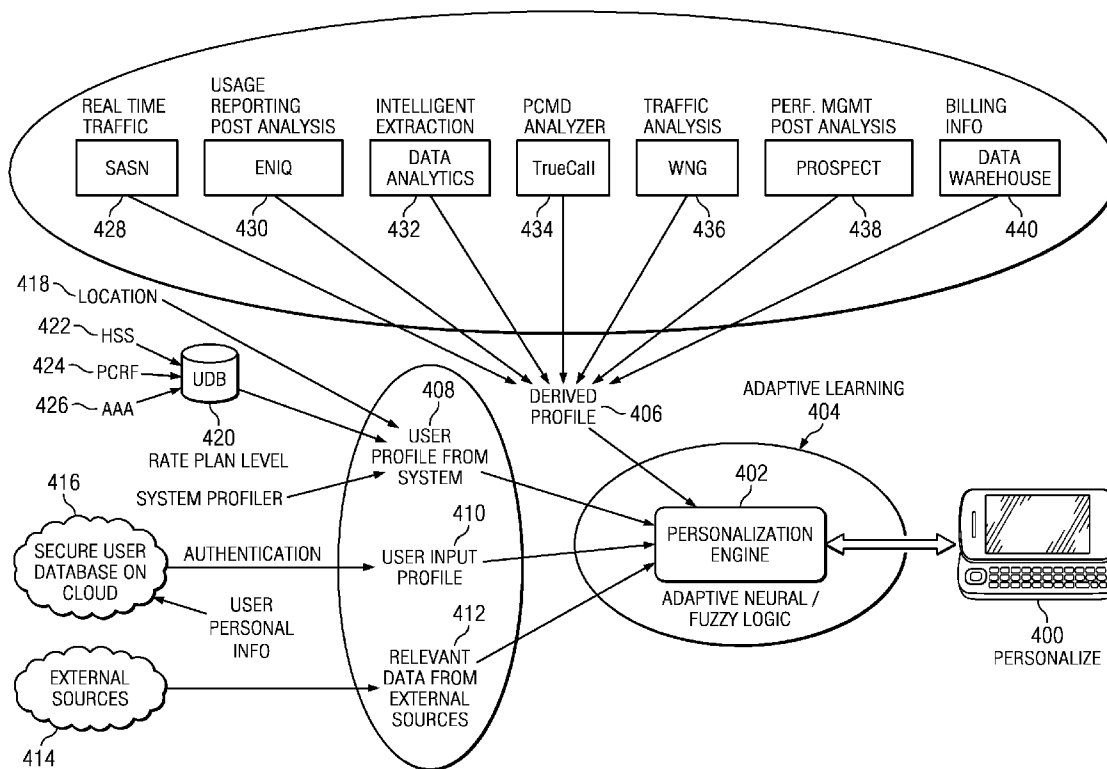 REAL TIME
TRAFFIC
SASN
428
USAGE
REPORTING
POST ANALYSIS
ENIQ
430
INTELLIGENT
EXTRACTION
DATA
ANALYTICS
432
PCMD
ANALYZER
TrueCall
434
TRAFFIC
ANALYSIS
WNG
436
PERF. MGMT
POST ANALYSIS
PROSPECT
438
BILLING
INFO
DATA
WAREHOUSE
440
418
LOCATION
422
HSS
424
PCRF
426
AAA
UDB
420
RATE PLAN LEVEL
SYSTEM PROFILER
408
USER
PROFILE FROM
SYSTEM
DERIVED
PROFILE
406
ADAPTIVE LEARNING
404
416
SECURE USER
DATABASE ON
CLOUD
AUTHENTICATION
410
USER INPUT
PROFILE
402
PERSONALIZATION
ENGINE
ADAPTIVE NEURAL /
FUZZY LOGIC
USER
PERSONAL
INFO
412
RELEVANT
DATA FROM
EXTERNAL
SOURCES
EXTERNAL
SOURCES
414
400
PERSONALIZE